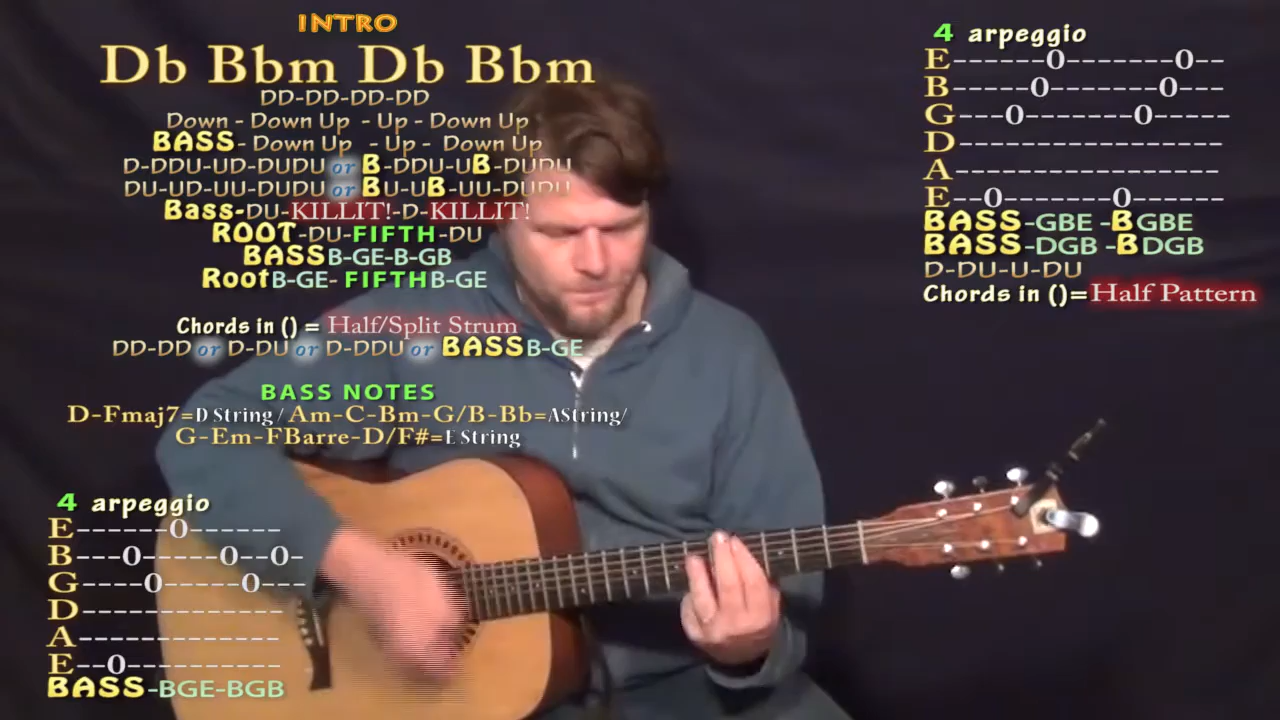 INTRO
Db Bbm Db Bbm
DD-DD-DD-DD
Down - Down Up - Up - Down Up
BASS - Down Up - Up - Down Up
D-DDU-UD-DUDU or B-DDU-UB-DUDU
DU-UD-UU-DUDU or BU-UB-UU-DUDU
Bass-DU-KILLIT!-D-KILLIT!
ROOT-DU-FIFTH-DU
BASSB-GE-B-GB
RootB-GE- FIFTHB-GE
Chords in () = Half/Split Strum
DD-DD or D-DU or D-DDU or BASSB-GE
BASS NOTES
D-Fmaj7=D String / Am-C-Bm-G/B-Bb=AString/
G-Em-FBarre-D/F#=E String
4 arpeggio
E------0-------0--
B-----0-------0---
G---0-------0-----
D-----------------
A-----------------
E--0-------0------
BASS-GBE -BGBE
BASS-DGB -BDGB
D-DU-U-DU
Chords in ()=Half Pattern
4 arpeggio
E------0------
B---0-----0--0-
G----0-----0---
D-------------
A-------------
E--0----------
BASS-BGE-BGB